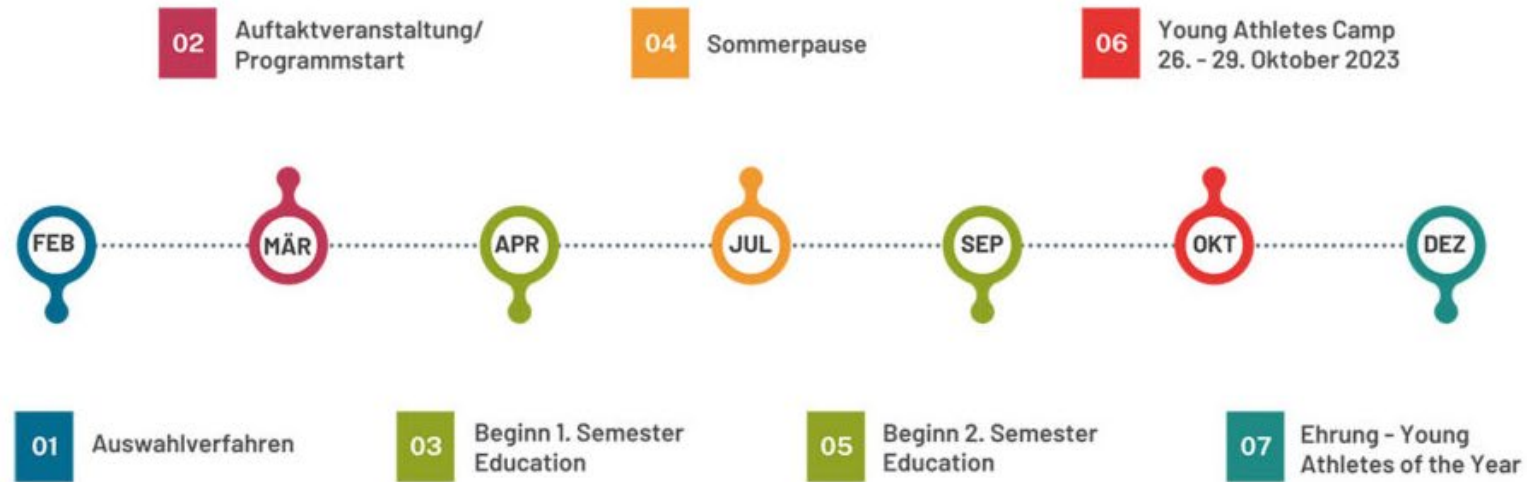 02
Auftaktveranstaltung/
Programmstart
04
Sommerpause
06
Young Athletes Camp
26. - 29. Oktober 2023
FEB
MÄR
APR
JUL
SEP
OKT
DEZ
01
Auswahlverfahren
03
Beginn 1. Semester
Education
05
Beginn 2. Semester
Education
07
Ehrung - Young
Athletes of the Year